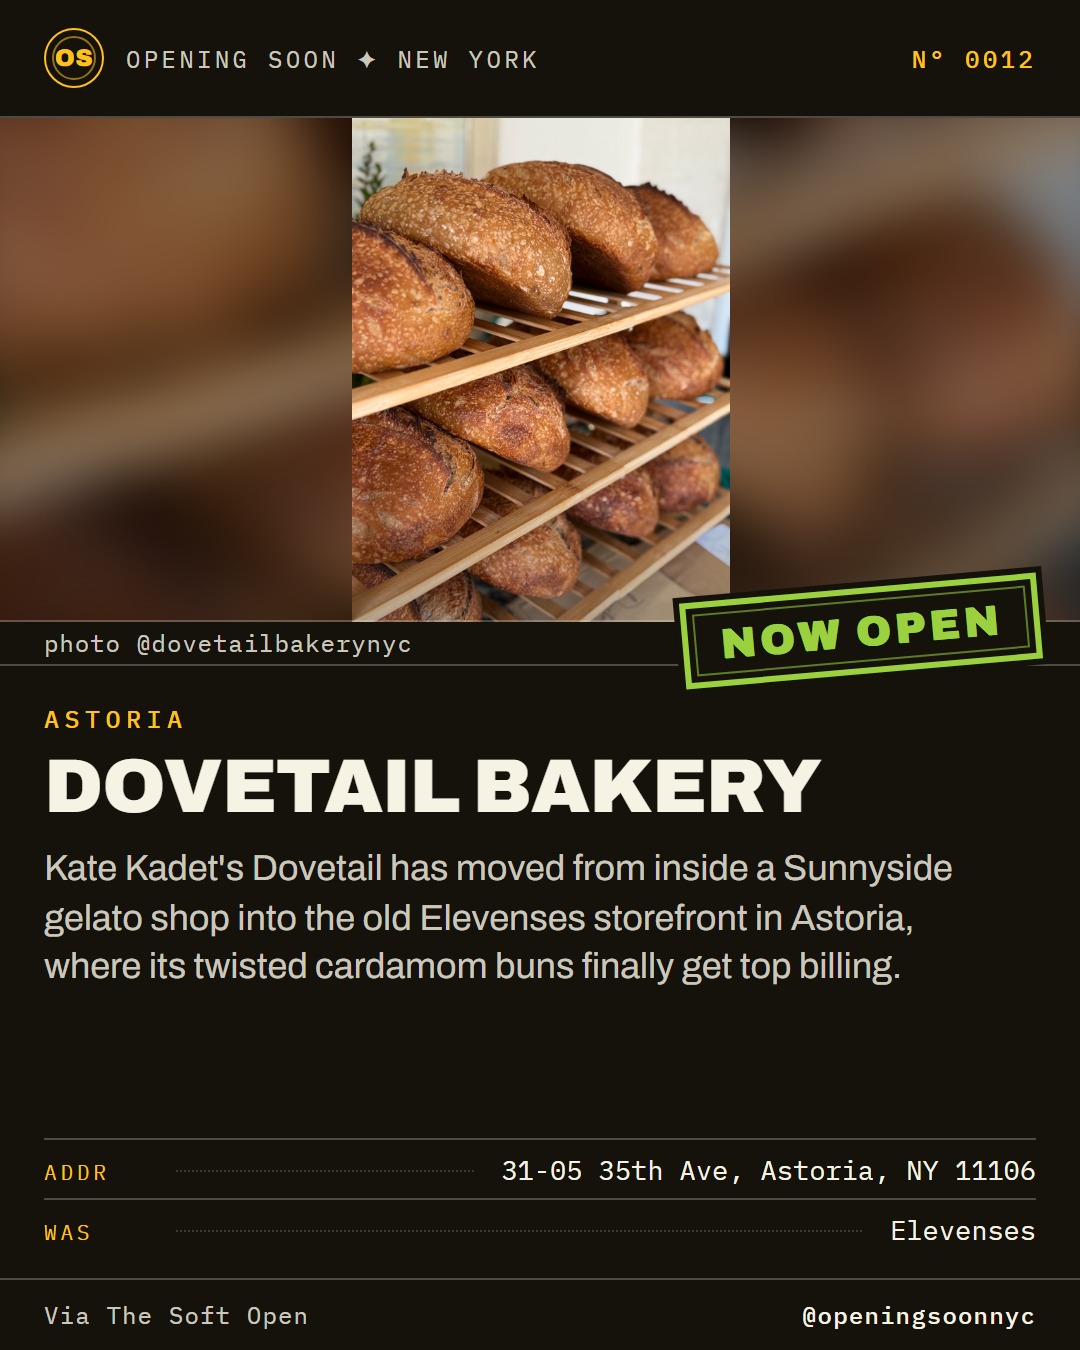 OS OPENING SOON ✦ NEW YORK N° 0012
photo @dovetailbakerynyc
NOW OPEN
ASTORIA
DOVETAIL BAKERY
Kate Kadet's Dovetail has moved from inside a Sunnyside
gelato shop into the old Elevenses storefront in Astoria,
where its twisted cardamom buns finally get top billing.
ADDR 31-05 35th Ave, Astoria, NY 11106
WAS Elevenses
Via The Soft Open @openingsoonnyc